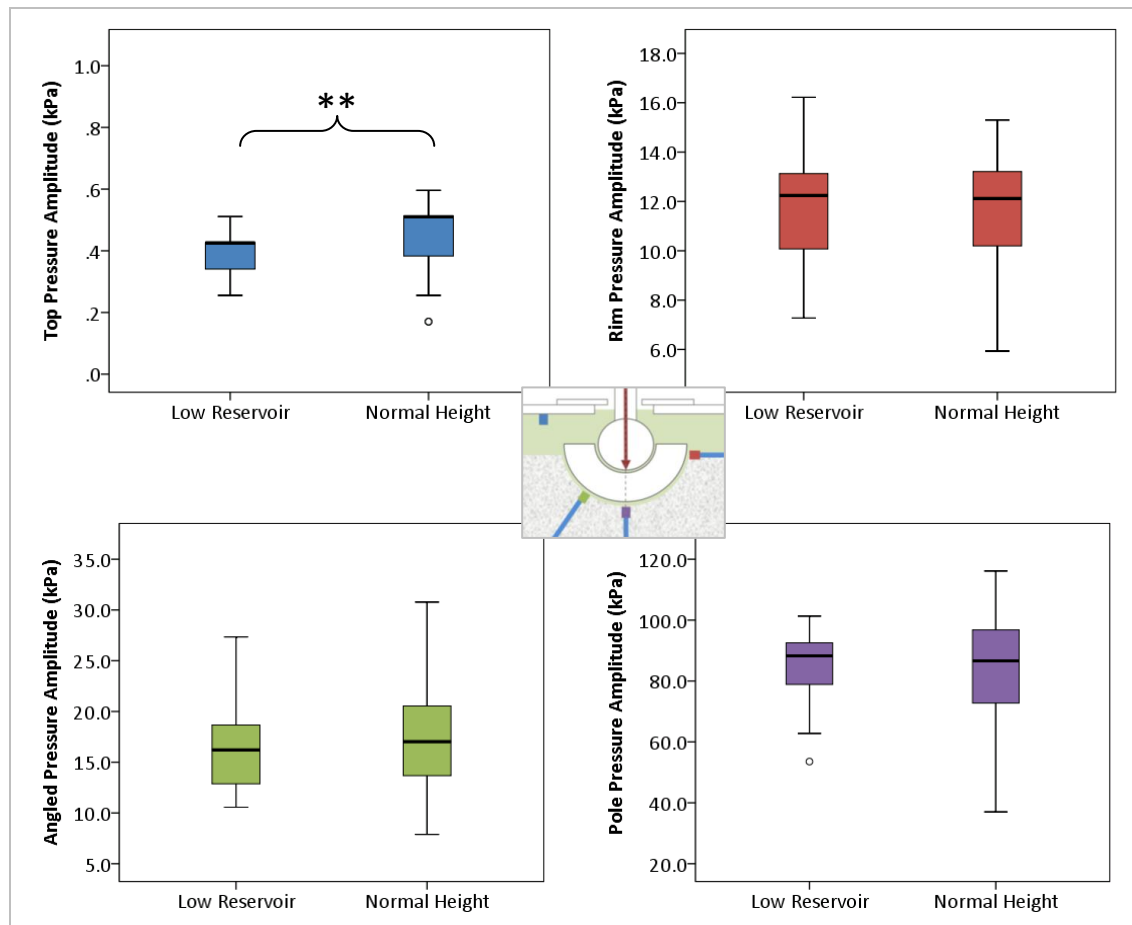 Top Pressure Amplitude (kPa)
1.0
.8
.6
.4
.2
.0
**
Low Reservoir
Normal Height
Rim Pressure Amplitude (kPa)
18.0
16.0
14.0
12.0
10.0
8.0
6.0
Low Reservoir
Normal Height
Angled Pressure Amplitude (kPa)
35.0
30.0
25.0
20.0
15.0
10.0
5.0
Low Reservoir
Normal Height
Pole Pressure Amplitude (kPa)
120.0
100.0
80.0
60.0
40.0
20.0
Low Reservoir
Normal Height